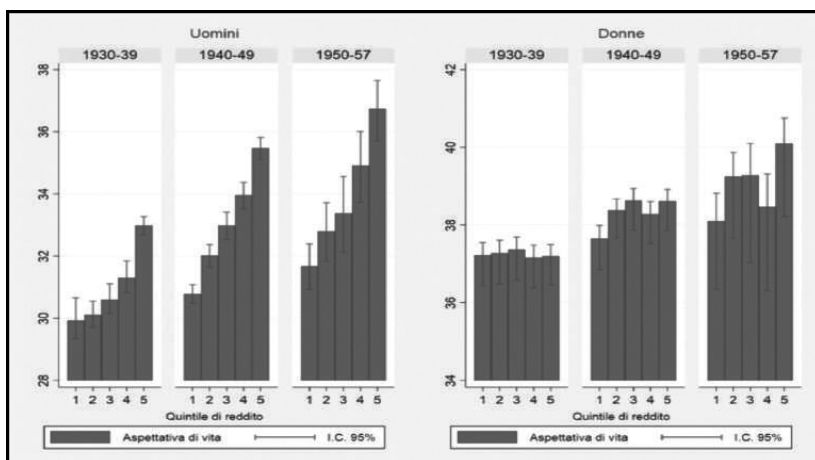 Uomini
1930-39 1940-49 1950-57
38
36
34
32
30
28
1 2 3 4 5 1 2 3 4 5 1 2 3 4 5
Quintile di reddito
Aspettativa di vita I.C. 95%
Donne
1930-39 1940-49 1950-57
42
40
38
36
34
1 2 3 4 5 1 2 3 4 5 1 2 3 4 5
Quintile di reddito
Aspettativa di vita I.C. 95%